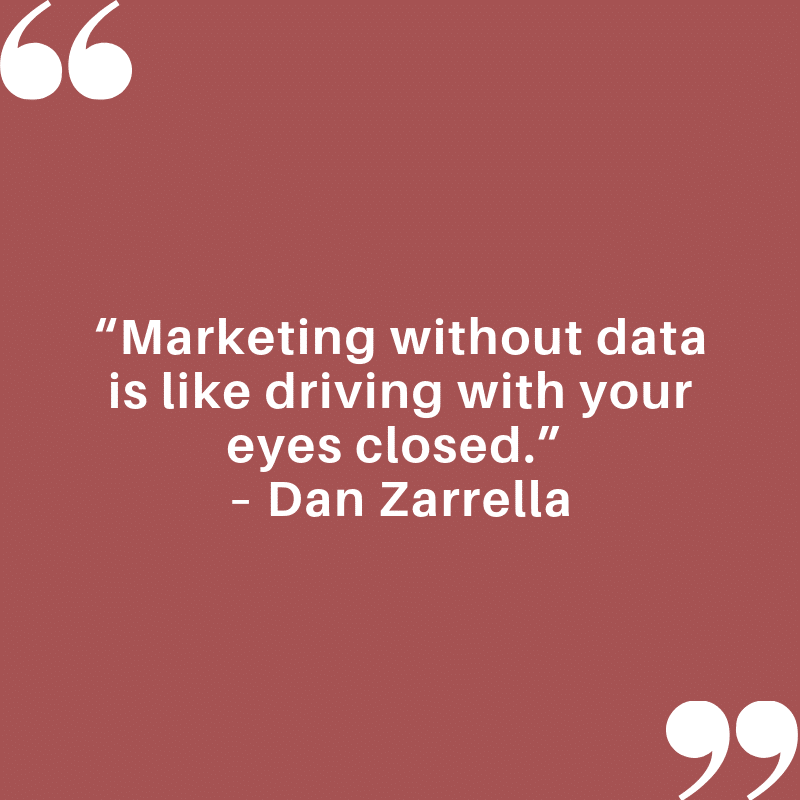 “Marketing without data
is like driving with your
eyes closed.”
– Dan Zarrella